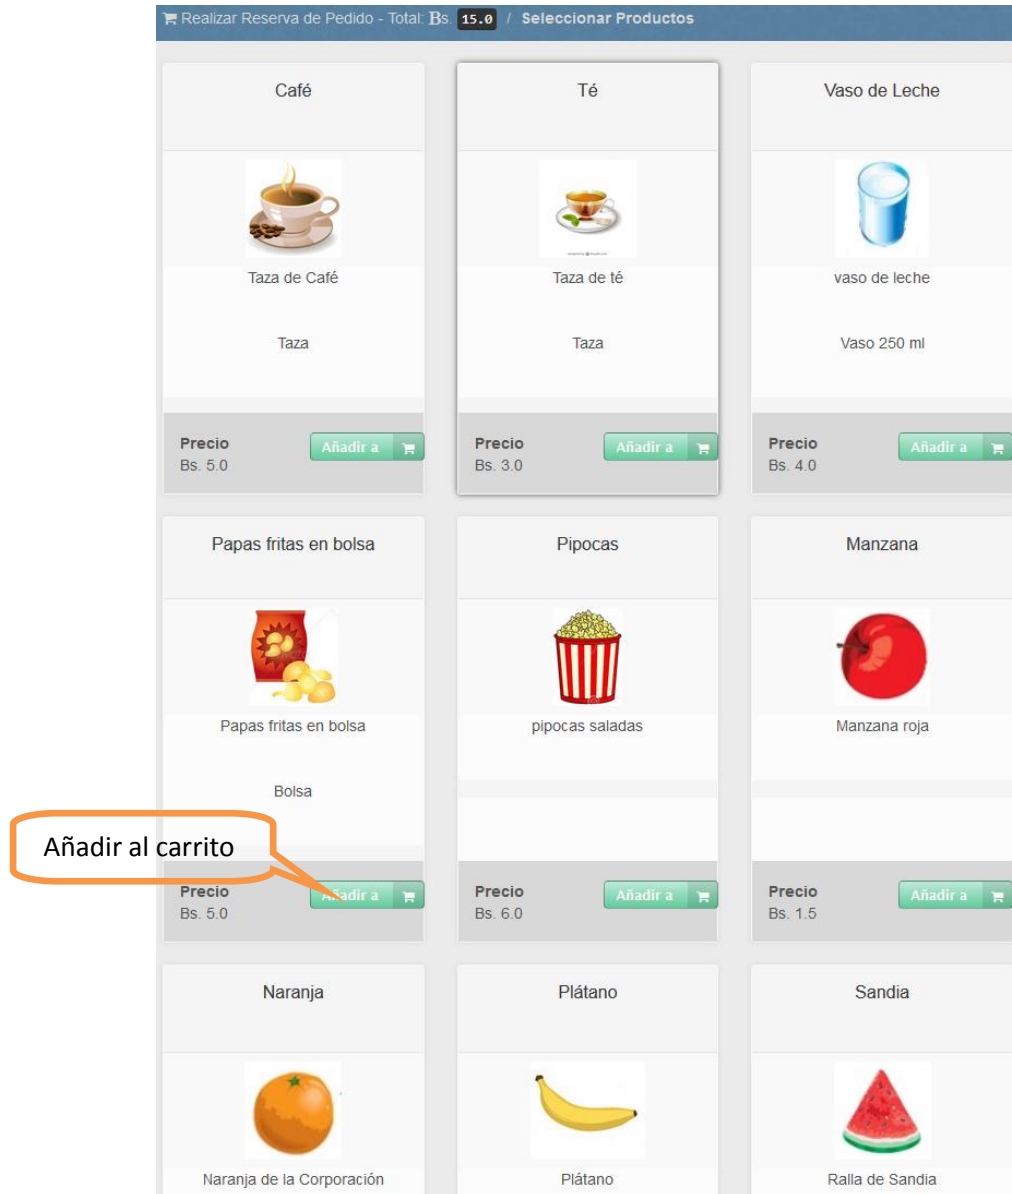 Realizar Reserva de Pedido - Total: Bs. 15.0 / Seleccionar Productos
Café
Té
Vaso de Leche
Taza de Café
Taza de té
vaso de leche
Taza
Taza
Vaso 250 ml
Precio
Bs. 5.0
Añadir a
Precio
Bs. 3.0
Añadir a
Precio
Bs. 4.0
Añadir a
Papas fritas en bolsa
Pipocas
Manzana
Papas fritas en bolsa
pipocas saladas
Manzana roja
Bolsa
Añadir al carrito
Precio
Bs. 5.0
Añadir a
Precio
Bs. 6.0
Añadir a
Precio
Bs. 1.5
Añadir a
Naranja
Plátano
Sandia
Naranja de la Corporación
Plátano
Ralla de Sandia